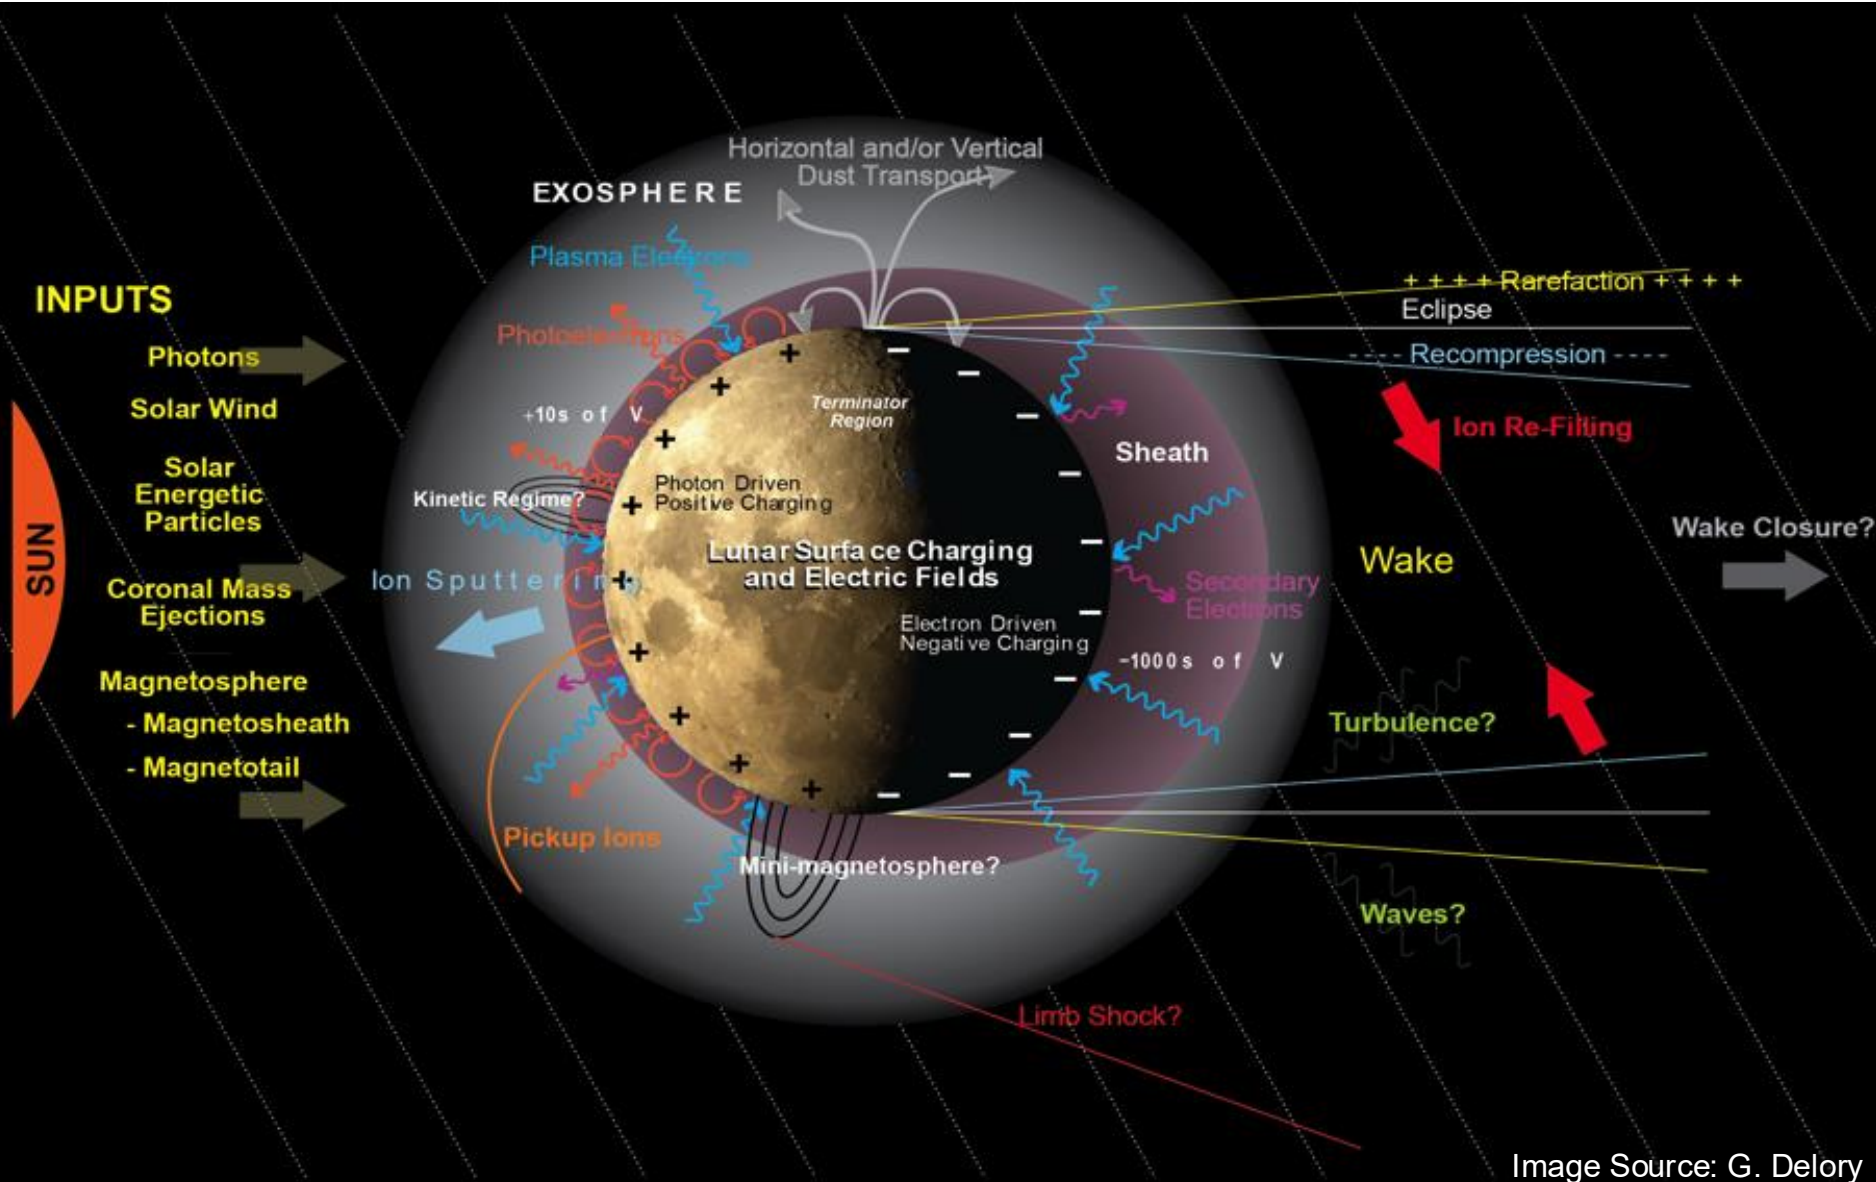 Horizontal and/or Vertical
Dust Transport
EXOSPHERE
Plasma Electrons
INPUTS
Photons
Solar Wind
Solar
Energetic
Particles
SUN
Coronal Mass
Ejections
Magnetosphere
- Magnetosheath
- Magnetotail
Photoelectrons
+10s of V
Kinetic Regime?
Ion Sputtering
Pickup Ions
+
+
+
+
+
+
+
+
+
+
Terminator
Region
Photon Driven
Positive Charging
Lunar Surface Charging
and Electric Fields
Electron Driven
Negative Charging
−
−
−
−
−
−
−
−
−
−
Sheath
Secondary
Electrons
−1000s of V
Mini-magnetosphere?
Limb Shock?
+ + + + Rarefaction + + + +
Eclipse
- - - - Recompression - - - -
Ion Re-Filling
Wake
Wake Closure?
Turbulence?
Waves?
Image Source: G. Delory